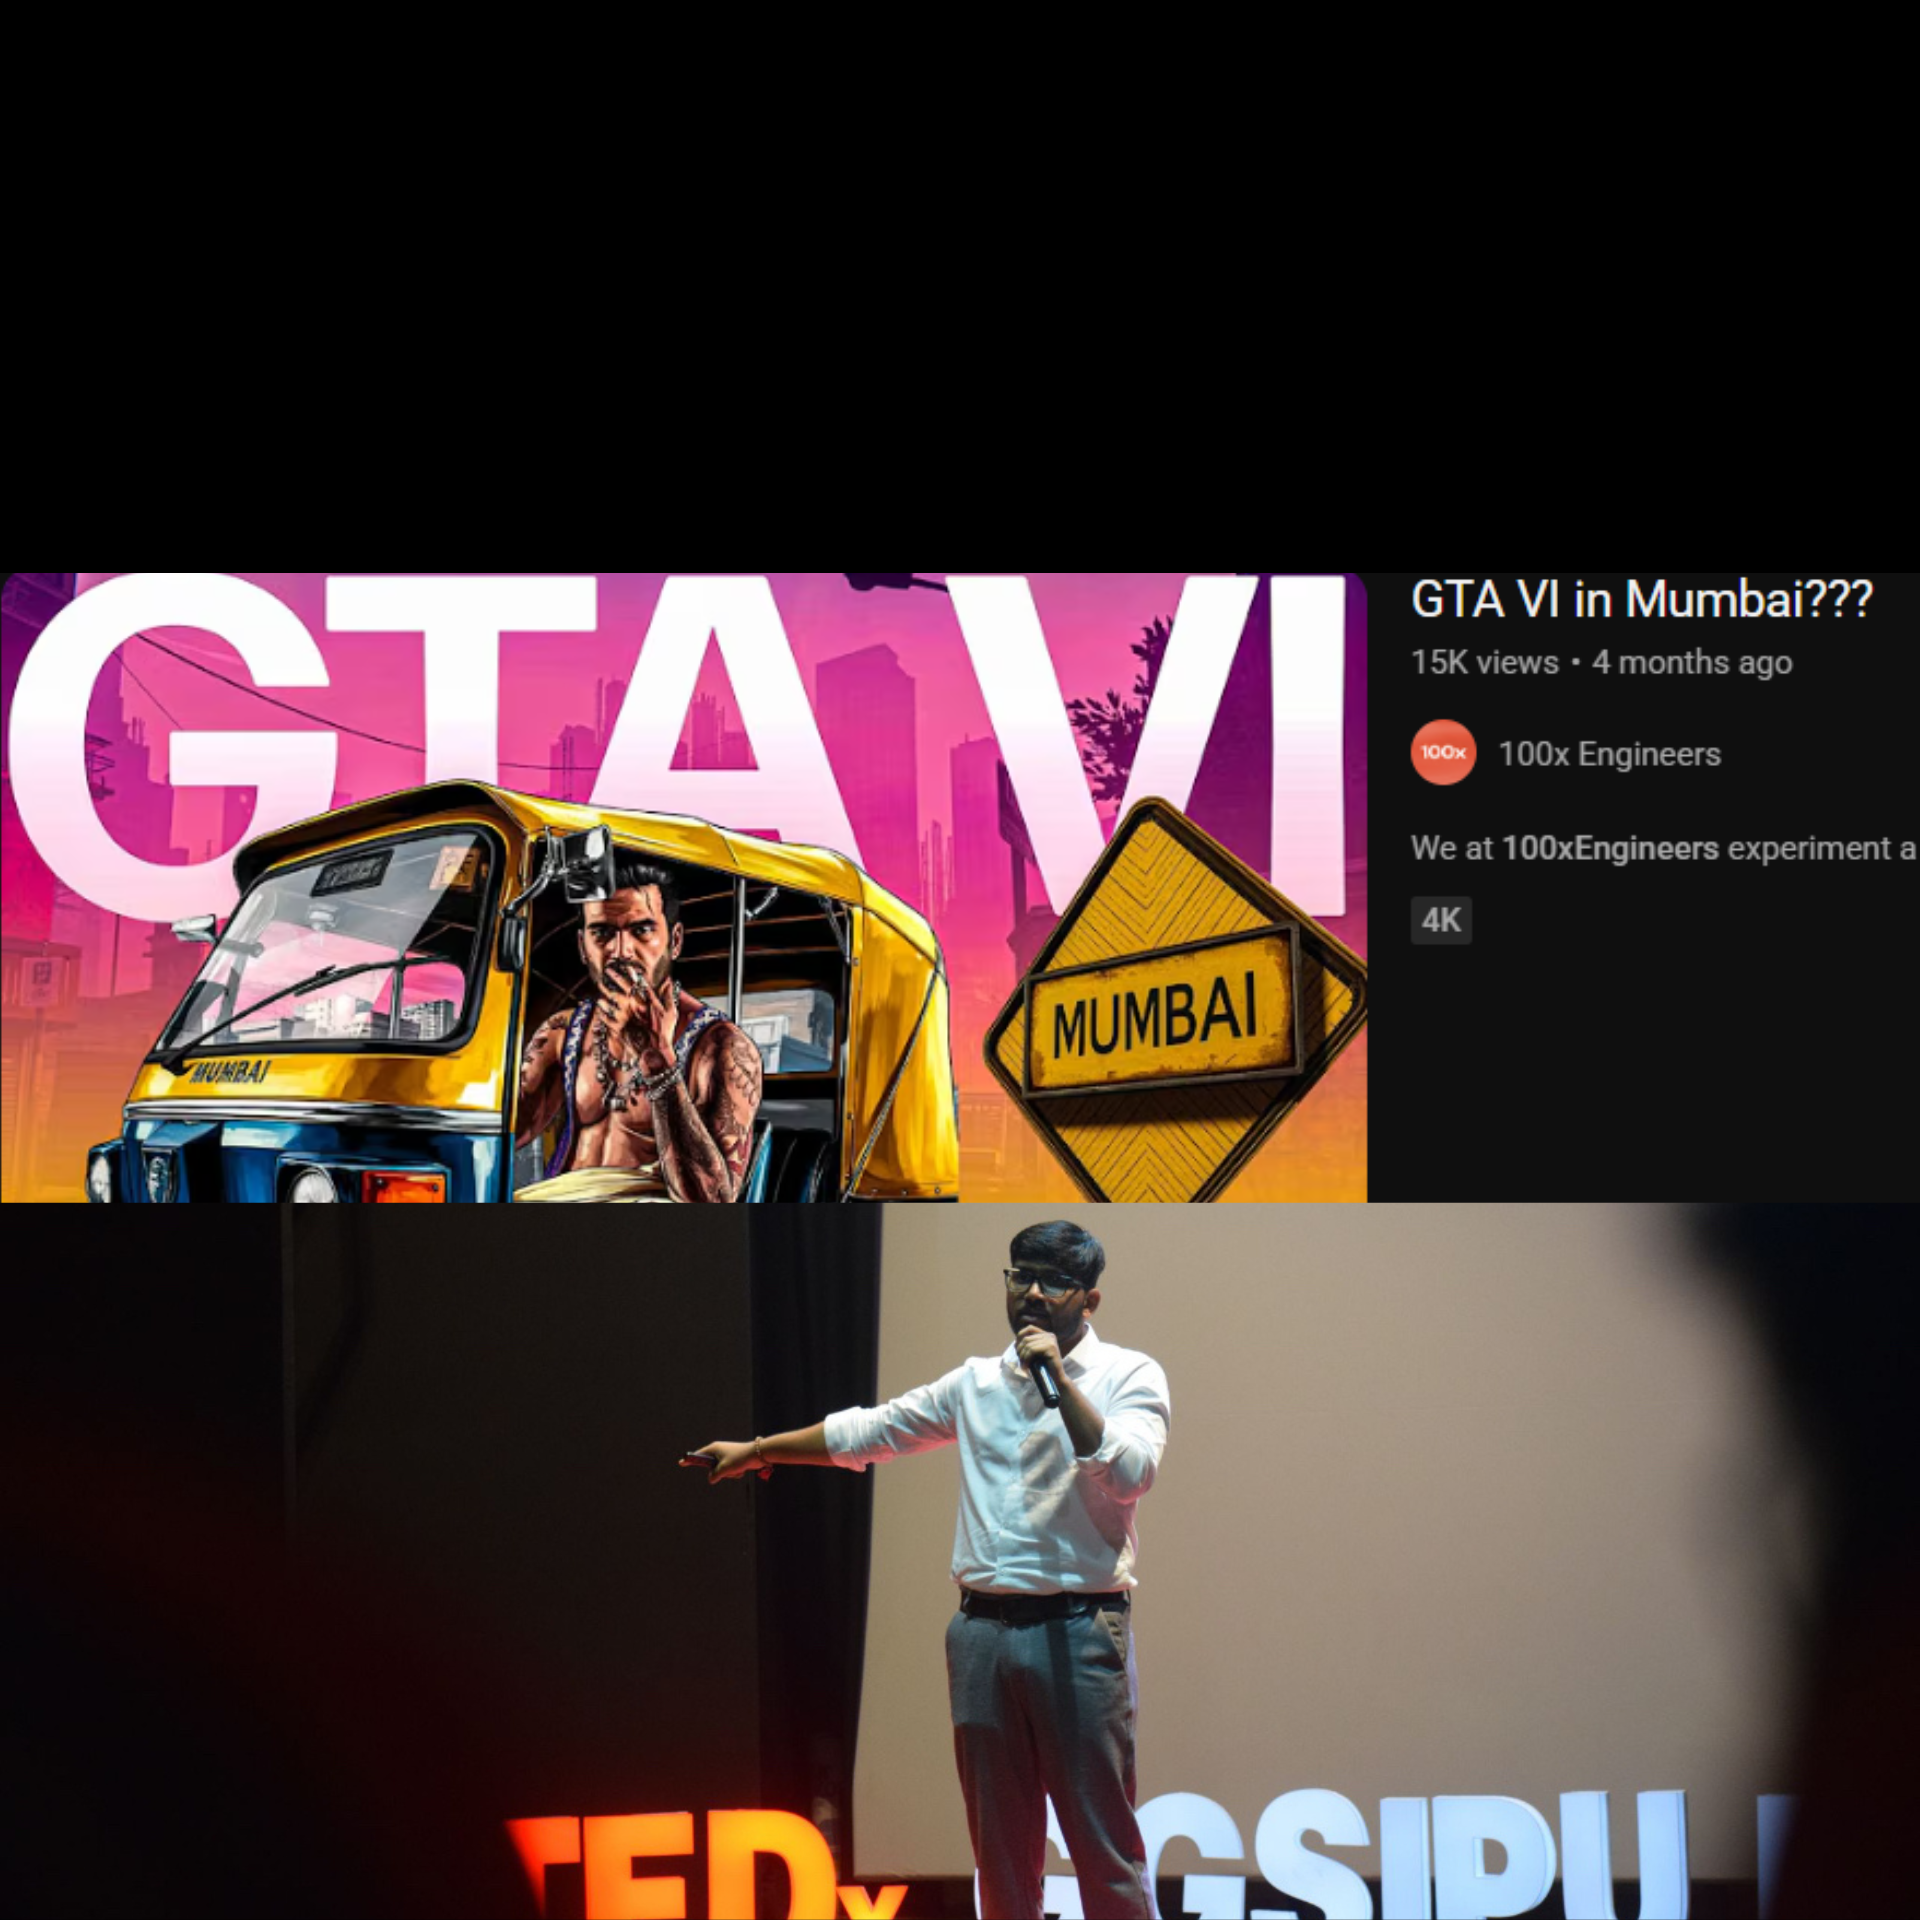 GTA VI
MUMBAI
MUMBAI
GTA VI in Mumbai???
15K views • 4 months ago
100x
100x Engineers
We at 100xEngineers experiment a
4K
TEDx GGSIPU